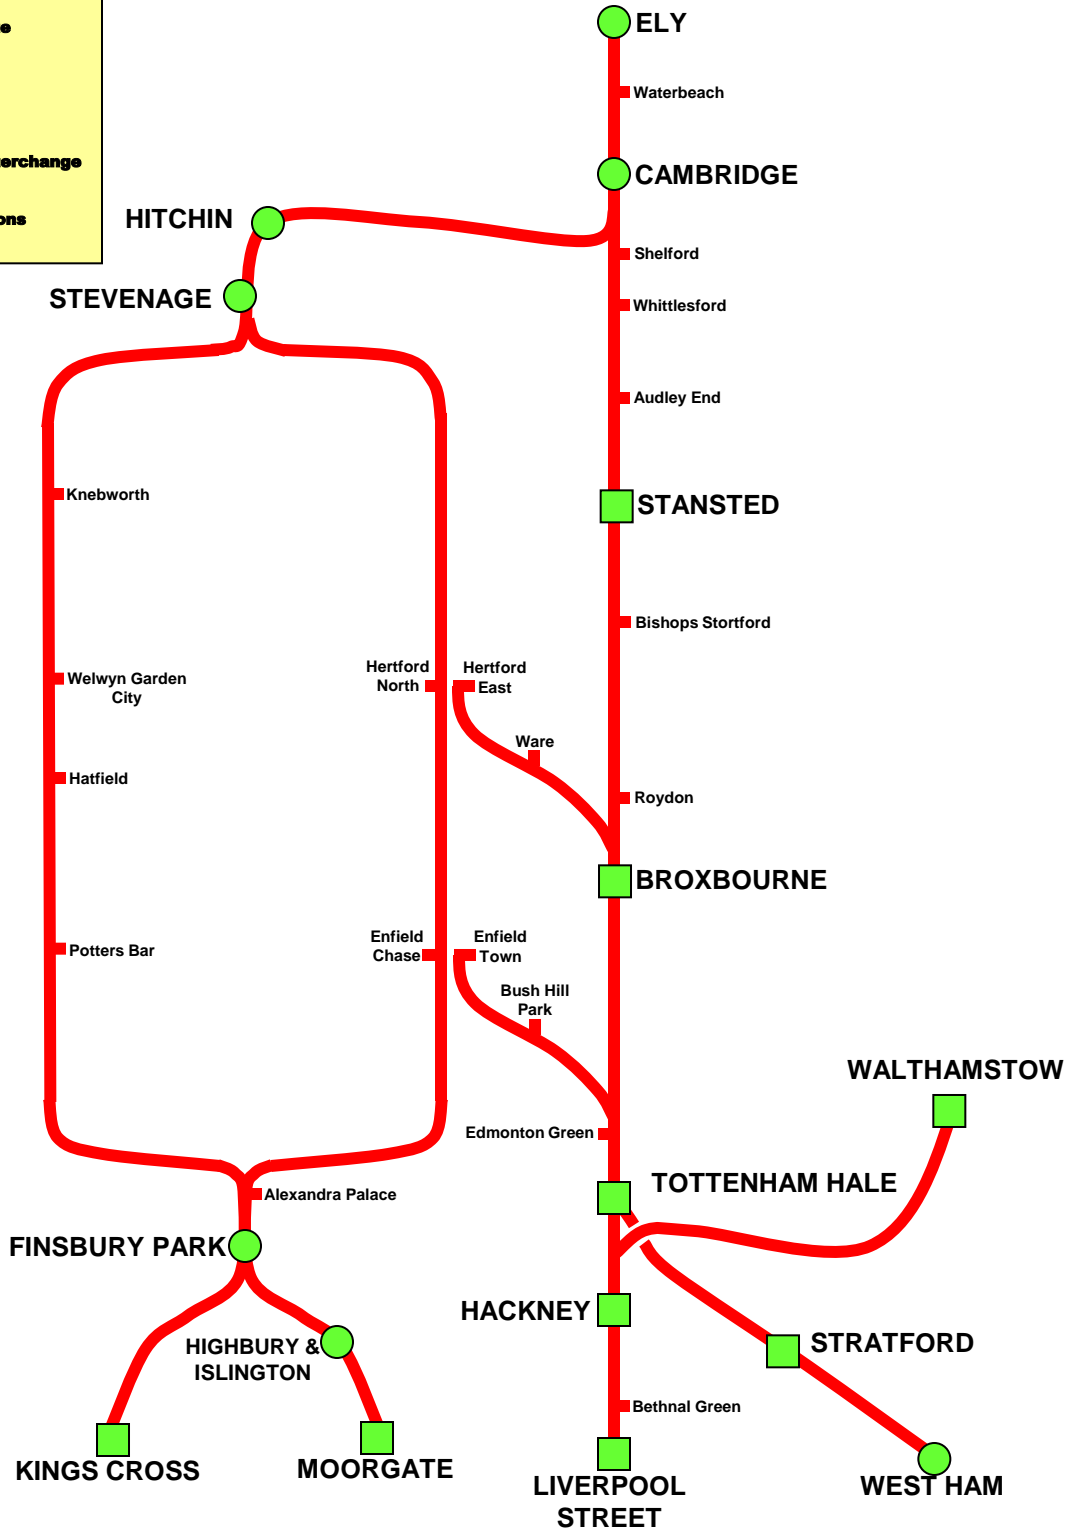 ELY
Waterbeach
CAMBRIDGE
HITCHIN
Shelford
STEVENAGE
Whittlesford
Audley End
Knebworth
STANSTED
Bishops Stortford
Welwyn Garden
City
Hertford
North
Hertford
East
Ware
Hatfield
Roydon
BROXBOURNE
Potters Bar
Enfield
Chase
Enfield
Town
Bush Hill
Park
WALTHAMSTOW
Edmonton Green
TOTTENHAM HALE
Alexandra Palace
FINSBURY PARK
HACKNEY
HIGHBURY &
ISLINGTON
STRATFORD
Bethnal Green
KINGS CROSS
MOORGATE
LIVERPOOL
STREET
WEST HAM